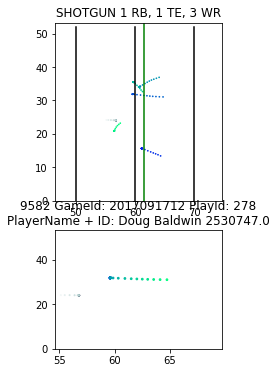 SHOTGUN 1 RB, 1 TE, 3 WR
50
40
30
20
10
0
50 60 70
9582 GameId: 2017091712 PlayId: 278
PlayerName + ID: Doug Baldwin 2530747.0
40
20
0
55 60 65